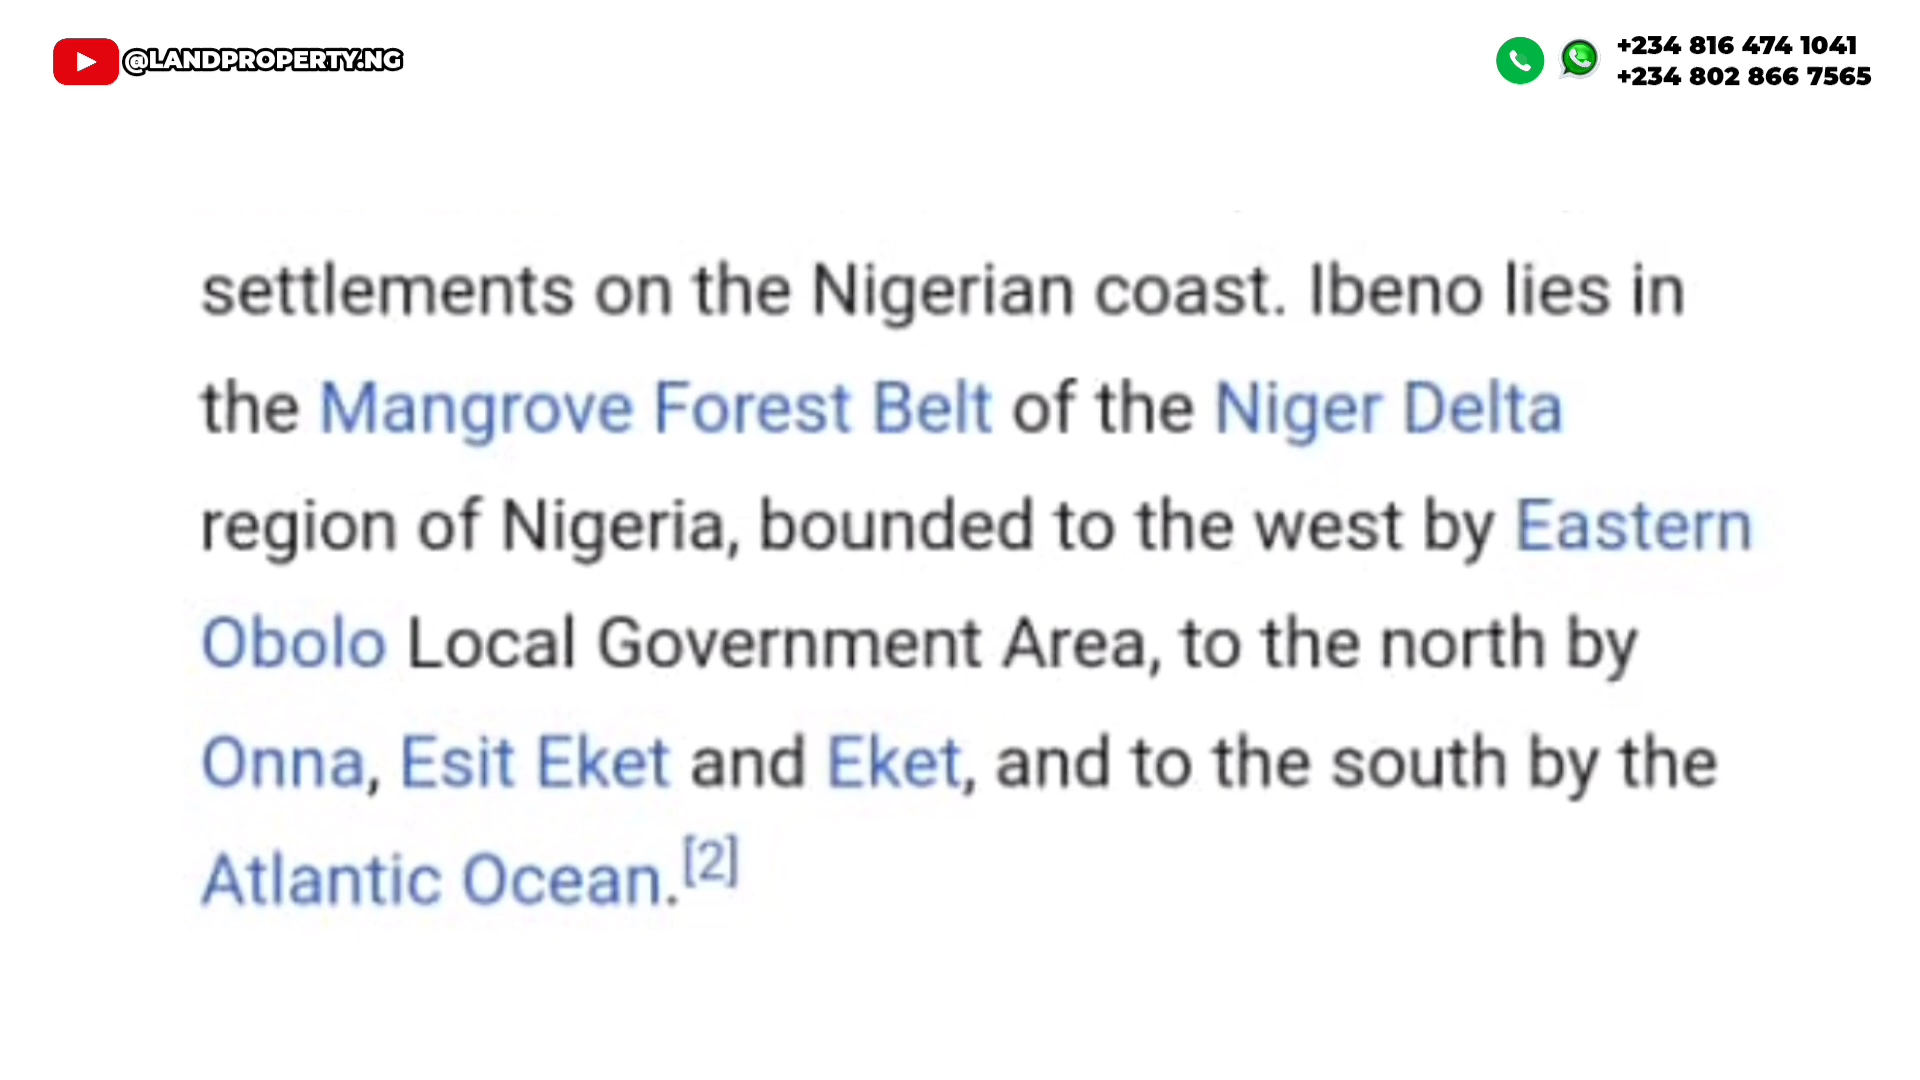 @LANDPROPERTY.NG
+234 816 474 1041
+234 802 866 7565
settlements on the Nigerian coast. Ibeno lies in
the Mangrove Forest Belt of the Niger Delta
region of Nigeria, bounded to the west by Eastern
Obolo Local Government Area, to the north by
Onna, Esit Eket and Eket, and to the south by the
Atlantic Ocean.[2]